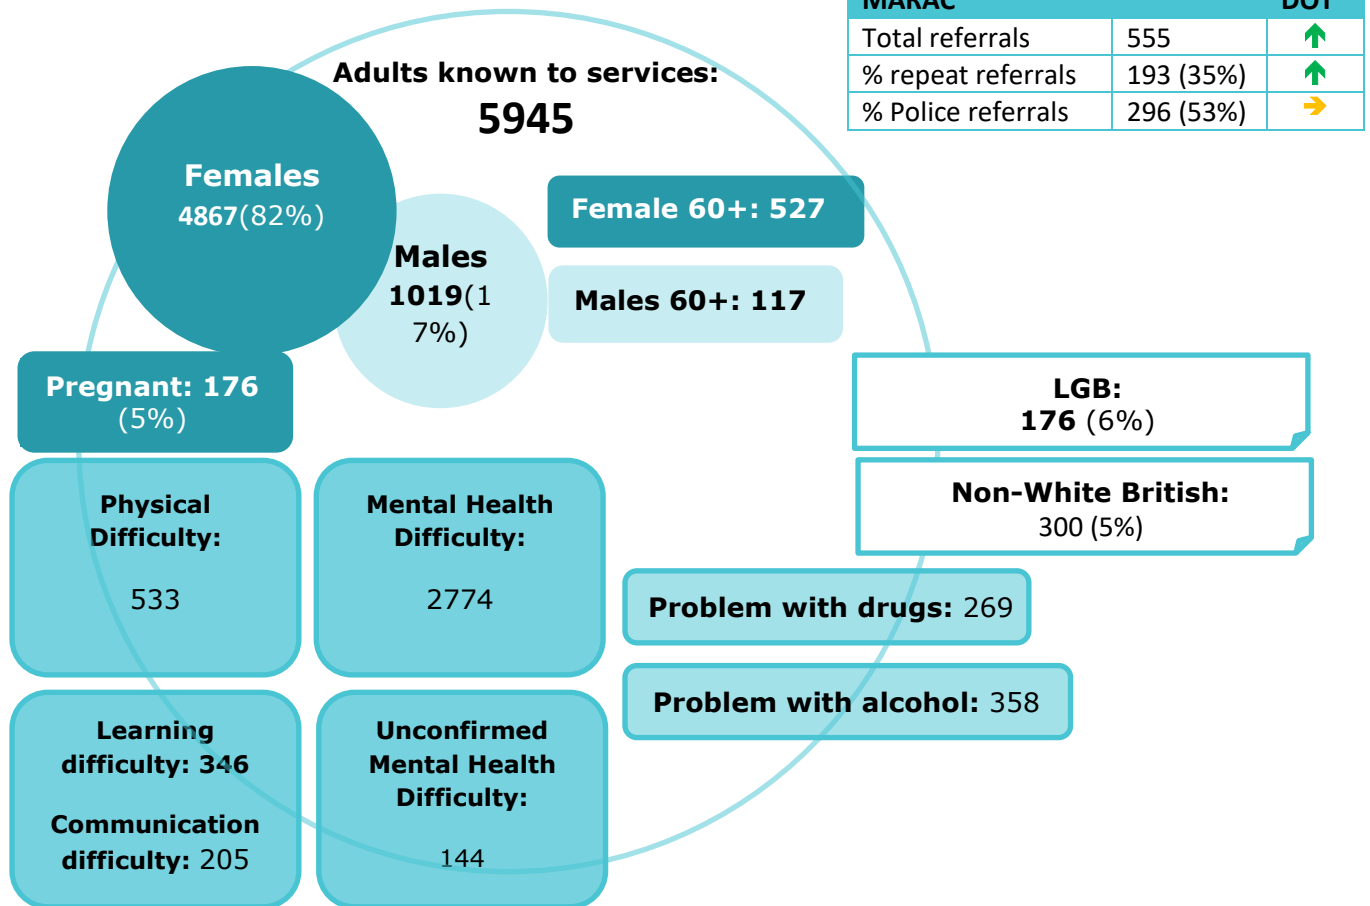 MARAC DOT
Total referrals 555 ↑
% repeat referrals 193 (35%) ↑
% Police referrals 296 (53%) →
Adults known to services:
5945
Females
4867(82%)
Males
1019(1
7%)
Female 60+: 527
Males 60+: 117
Pregnant: 176
(5%)
LGB:
176 (6%)
Non-White British:
300 (5%)
Physical
Difficulty:
533
Mental Health
Difficulty:
2774
Problem with drugs: 269
Problem with alcohol: 358
Learning
difficulty: 346
Communication
difficulty: 205
Unconfirmed
Mental Health
Difficulty:
144